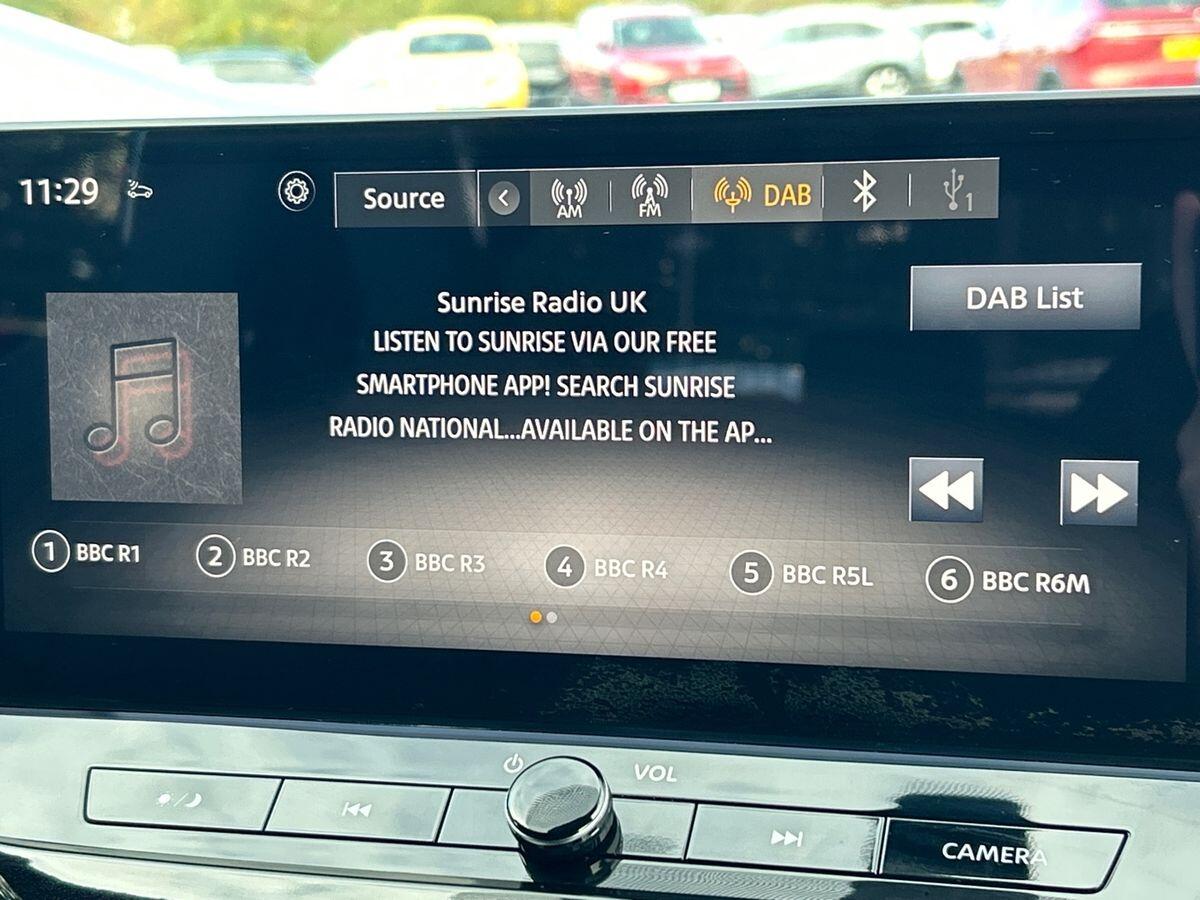 11:29
Source
AM
FM
DAB
1
Sunrise Radio UK
DAB List
LISTEN TO SUNRISE VIA OUR FREE
SMARTPHONE APP! SEARCH SUNRISE
RADIO NATIONAL...AVAILABLE ON THE AP...
1 BBC R1
2 BBC R2
3 BBC R3
4 BBC R4
5 BBC R5L
6 BBC R6M
VOL
CAMERA